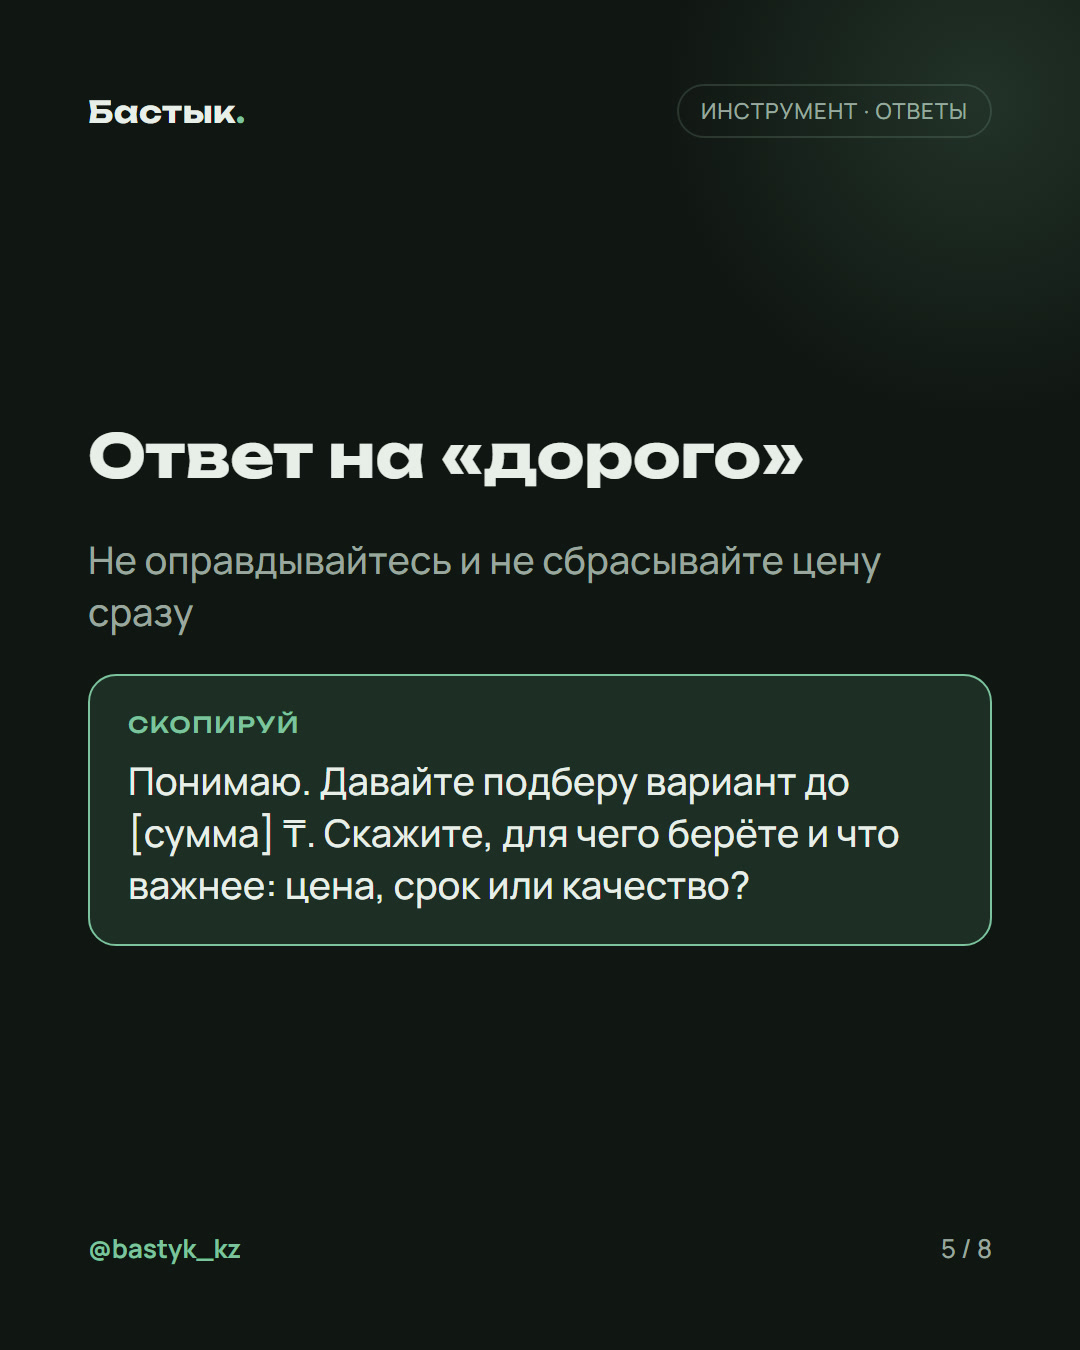 Бастык.
ИНСТРУМЕНТ · ОТВЕТЫ
Ответ на «дорого»
Не оправдывайтесь и не сбрасывайте цену
сразу
СКОПИРУЙ
Понимаю. Давайте подберу вариант до
[сумма] ₸. Скажите, для чего берёте и что
важнее: цена, срок или качество?
@bastyk_kz
5 / 8